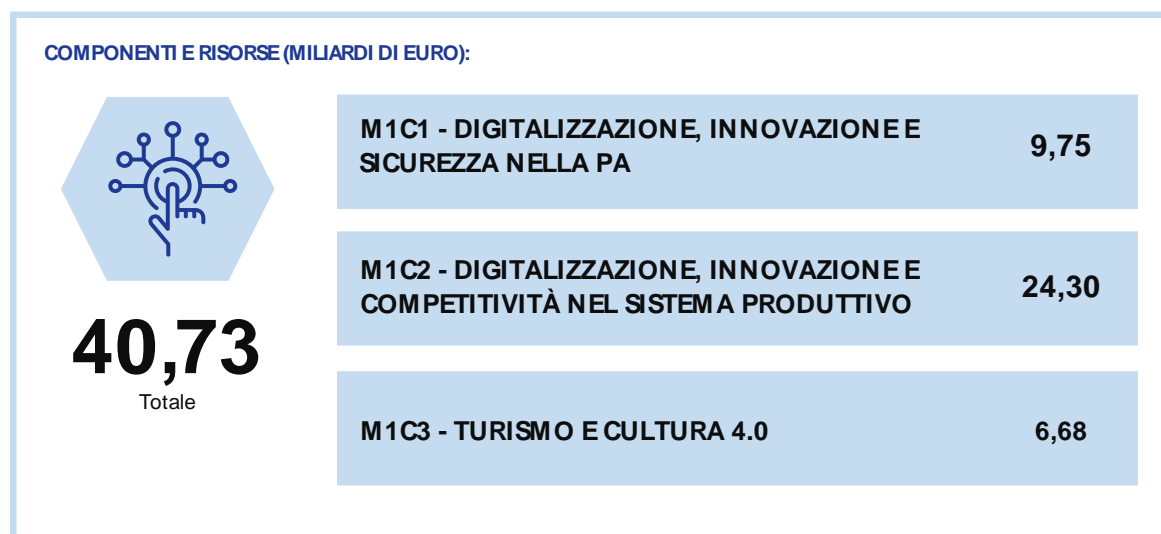 COMPONENTI E RISORSE (MILIARDI DI EURO):
M1C1 - DIGITALIZZAZIONE, INNOVAZIONE E
SICUREZZA NELLA PA
9,75
M1C2 - DIGITALIZZAZIONE, INNOVAZIONE E
COMPETITIVITÀ NEL SISTEMA PRODUTTIVO
24,30
40,73
Totale
M1C3 - TURISMO E CULTURA 4.0
6,68